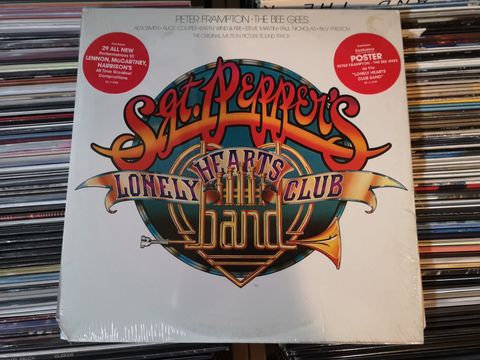 PETER FRAMPTON • THE BEE GEES
AEROSMITH • ALICE COOPER • EARTH WIND & FIRE • STEVE MARTIN • PAUL NICHOLAS • BILLY PRESTON
THE ORIGINAL MOTION PICTURE SOUNDTRACK
29 ALL NEW
Performances Of
LENNON, McCARTNEY,
HARRISON'S
All-Time Greatest
Compositions
Exclusive
POSTER
PETER FRAMPTON • THE BEE GEES
As The
"LONELY HEARTS
CLUB BAND"
Sgt. Pepper's
LONELY HEARTS CLUB
band